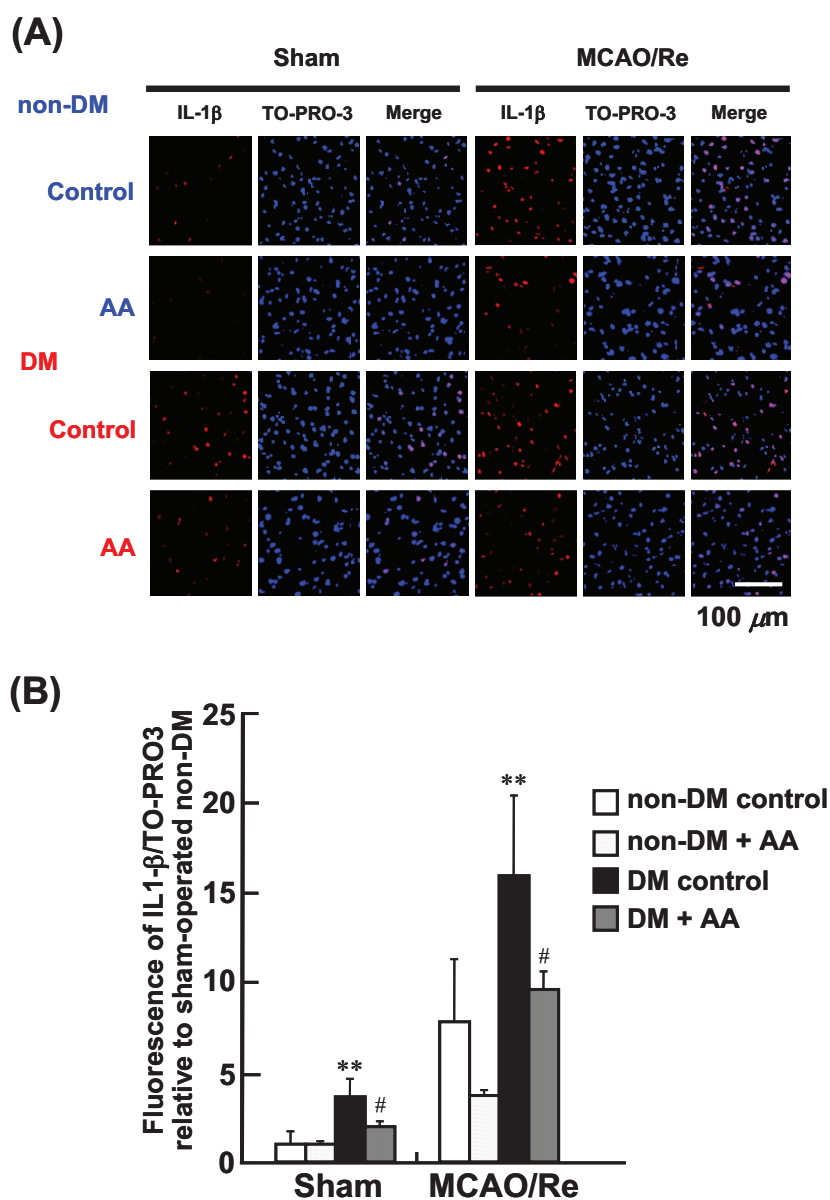 (A)
Sham MCAO/Re
non-DM IL-1β TO-PRO-3 Merge IL-1β TO-PRO-3 Merge
Control
AA
DM
Control
AA
100 μm
(B)
Fluorescence of IL1-β/TO-PRO3
relative to sham-operated non-DM
25
20
15
10
5
0
** # ** #
Sham MCAO/Re
non-DM control
non-DM + AA
DM control
DM + AA